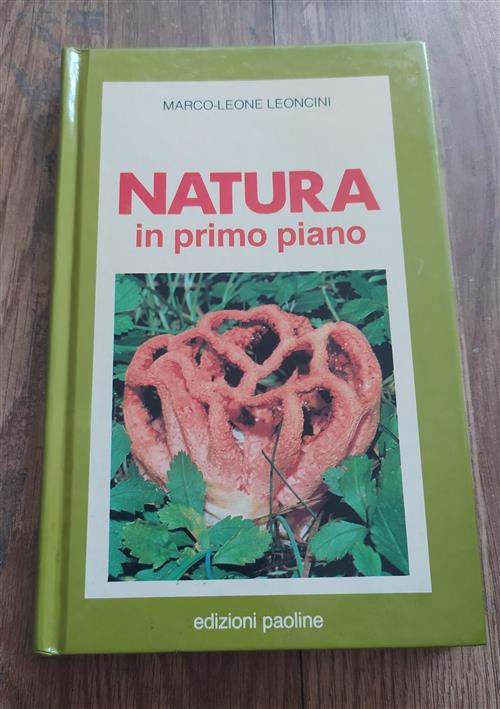 MARCO-LEONE LEONCINI
NATURA
in primo piano
edizioni paoline